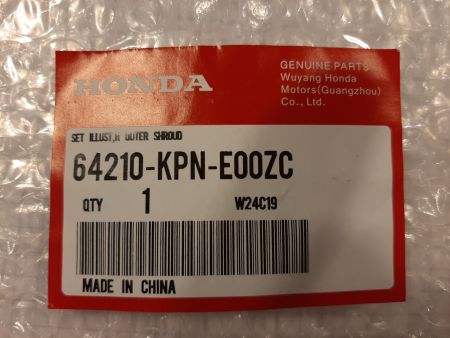 HONDA
GENUINE PARTS
Wuyang Honda
Motors(Guangzhou)
Co., Ltd.
SET ILLUST,R OUTER SHROUD
64210-KPN-E00ZC
QTY 1 W24C19
MADE IN CHINA